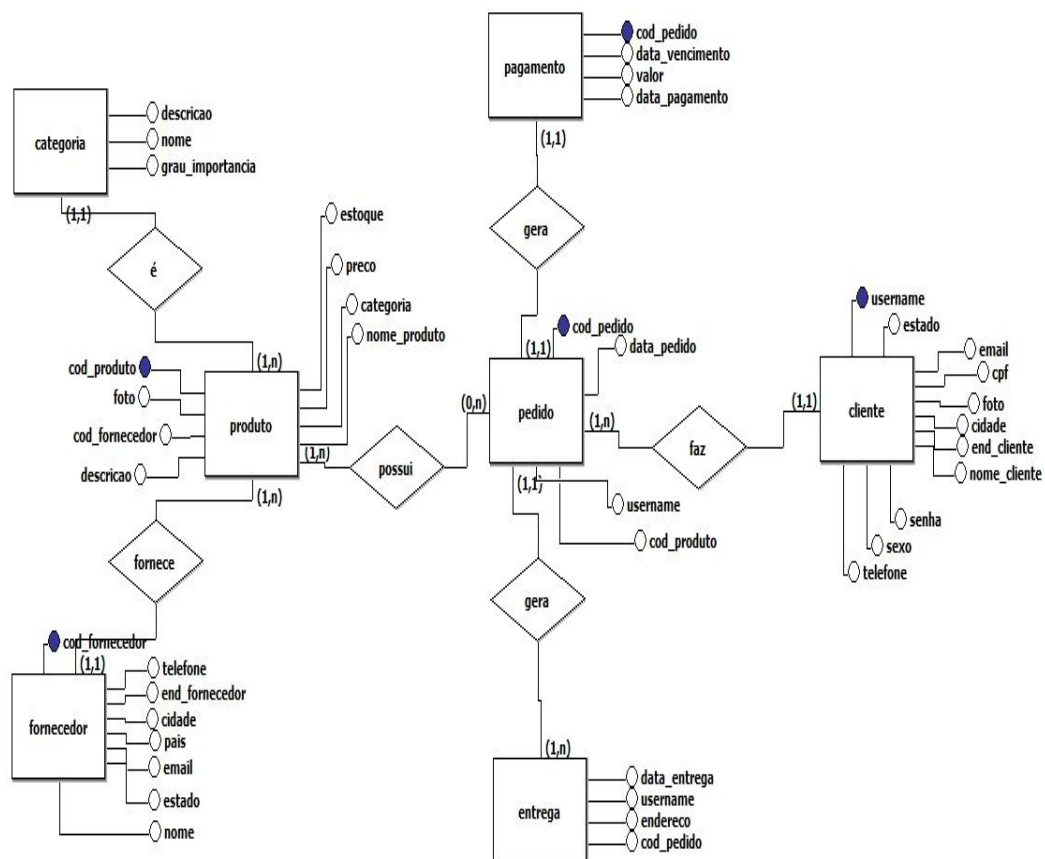 pagamento
cod_pedido
data_vencimento
valor
data_pagamento
(1,1)
categoria
descricao
nome
grau_importancia
(1,1)
é
gera
estoque
preco
categoria
nome_produto
(1,n)
cod_produto
foto
cod_fornecedor
descricao
produto
(1,n)
(1,n)
possui
(0,n)
cod_pedido
data_pedido
(1,1)
pedido
(1,n)
(1,1)
username
cod_produto
faz
(1,1)
cliente
username
estado
email
cpf
foto
cidade
end_cliente
nome_cliente
senha
sexo
telefone
fornece
gera
cod_fornecedor
(1,1)
fornecedor
telefone
end_fornecedor
cidade
pais
email
estado
nome
(1,n)
entrega
data_entrega
username
endereco
cod_pedido